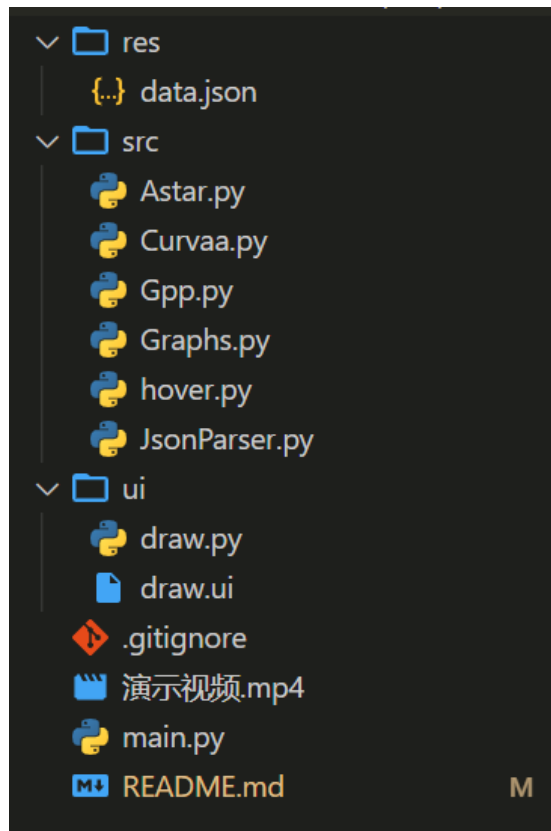 res
{...} data.json
src
Astar.py
Curvaa.py
Gpp.py
Graphs.py
hover.py
JsonParser.py
ui
draw.py
draw.ui
.gitignore
演示视频.mp4
main.py
README.md M